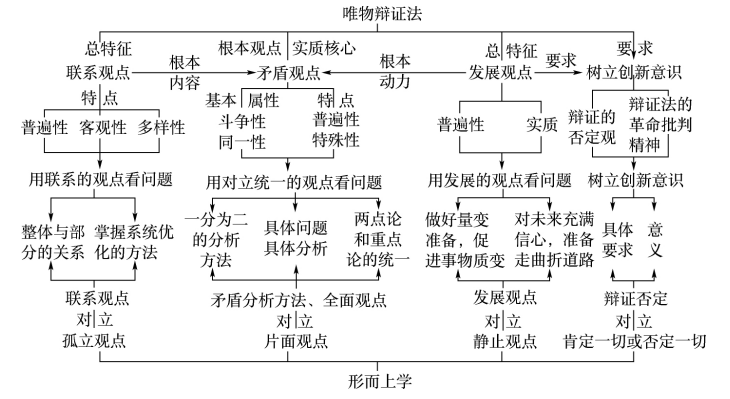 唯物辩证法
总特征
根本观点 实质核心
总 特征
要求
联系观点
根本
内容
矛盾观点
根本
动力
发展观点
要求
树立创新意识
特点
基本 属性
斗争性
同一性
特点
普遍性
特殊性
普遍性 客观性 多样性
普遍性
实质
辩证的
否定观
辩证法的
革命批判
精神
用联系的观点看问题
用对立统一的观点看问题
用发展的观点看问题
树立创新意识
整体与部
分的关系
掌握系统优
化的方法
一分为二
的分析
方法
具体问题
具体分析
两点论
和重点
论的统一
做好量变
准备，促
进事物质变
对未来充满
信心，准备
走曲折道路
具体
要求
意
义
联系观点
矛盾分析方法、全面观点
发展观点
辩证否定
对立
对立
对立
对立
孤立观点
片面观点
静止观点
肯定一切或否定一切
形而上学